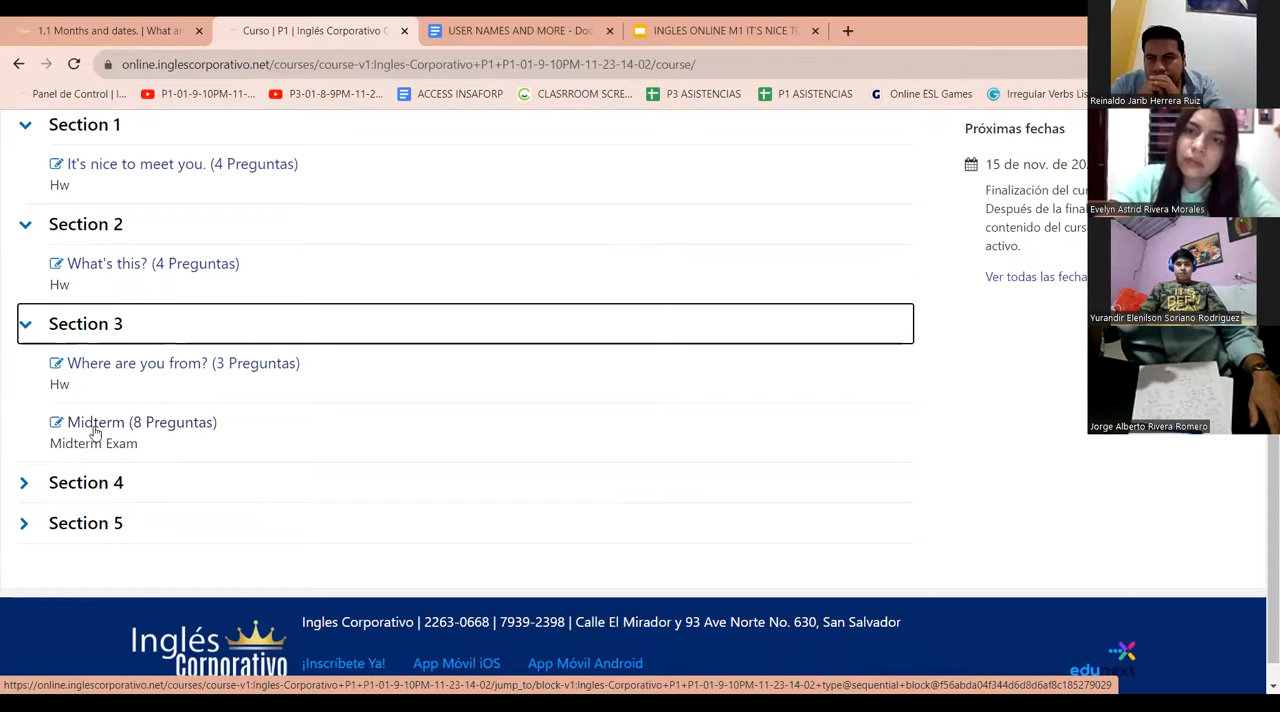 1.1 Months and dates. | What ar
Curso | P1 | Inglés Corporativo C
USER NAMES AND MORE - Doc
INGLES ONLINE M1 IT'S NICE TO
online.inglescorporativo.net/courses/course-v1:Ingles-Corporativo+P1+P1-01-9-10PM-11-23-14-02/course/
Panel de Control | I...
P1-01-9-10PM-11-...
P3-01-8-9PM-11-2...
ACCESS INSAFORP
CLASRROOM SCRE...
P3 ASISTENCIAS
P1 ASISTENCIAS
Online ESL Games
Irregular Verbs Lis
Section 1
It's nice to meet you. (4 Preguntas)
Hw
Section 2
What's this? (4 Preguntas)
Hw
Section 3
Where are you from? (3 Preguntas)
Hw
Midterm (8 Preguntas)
Midterm Exam
Section 4
Section 5
Próximas fechas
15 de nov. de 20
Finalización del cu
Después de la fina
contenido del curs
activo.
Ver todas las fecha
Reinaldo Jarib Herrera Ruiz
Evelyn Astrid Rivera Morales
Yurandir Elenilson Soriano Rodriguez
Jorge Alberto Rivera Romero
Inglés
Corporativo
Ingles Corporativo | 2263-0668 | 7939-2398 | Calle El Mirador y 93 Ave Norte No. 630, San Salvador
¡Inscríbete Ya!
App Móvil iOS
App Móvil Android
edunext
https://online.inglescorporativo.net/courses/course-v1:Ingles-Corporativo+P1+P1-01-9-10PM-11-23-14-02/jump_to/block-v1:Ingles-Corporativo+P1+P1-01-9-10PM-11-23-14-02+type@sequential+block@f56abda04f344d6d8d6af8c185279029